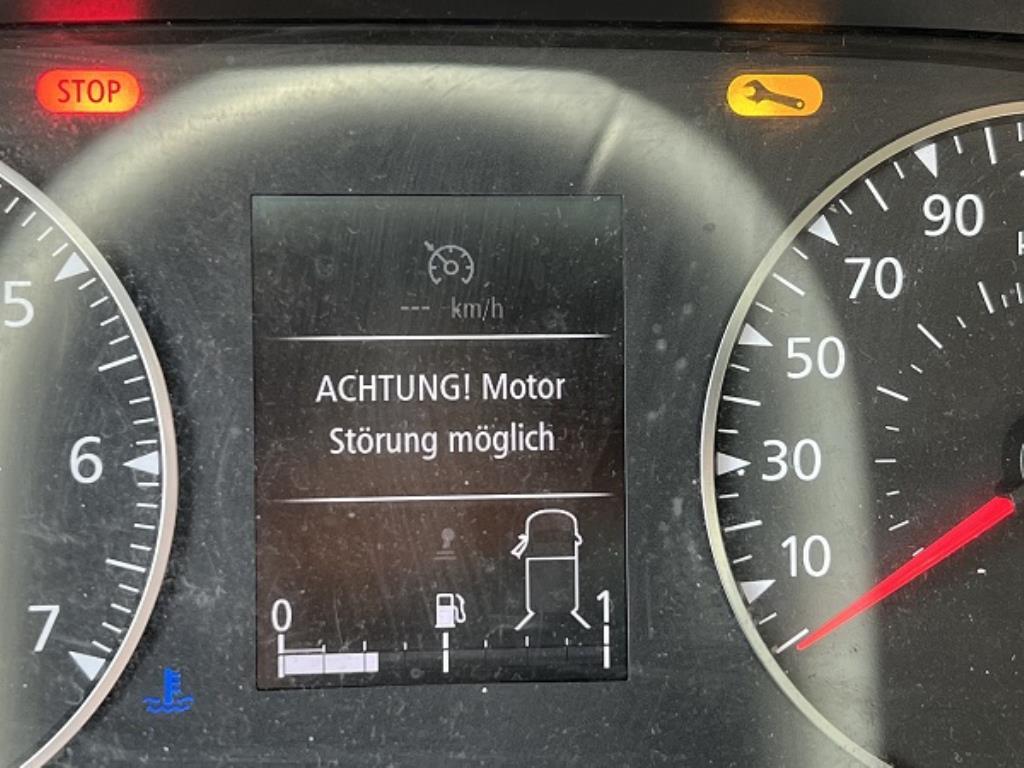 STOP
90
70
5
50
--- km/h
ACHTUNG! Motor
Störung möglich
6
30
10
0
1
7